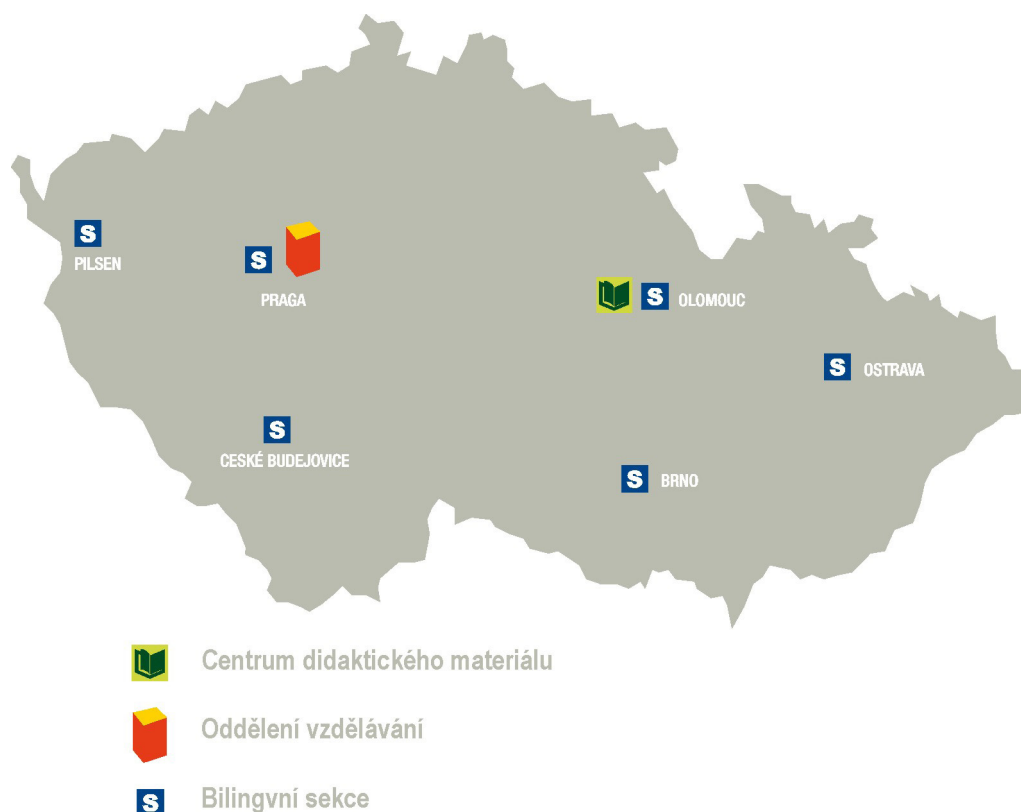 S
PILSEN
S
PRAGA
S OLOMOUC
S OSTRAVA
S
CESKÉ BUDEJOVICE
S BRNO
Centrum didaktického materiálu
Oddělení vzdělávání
S Bilingvní sekce